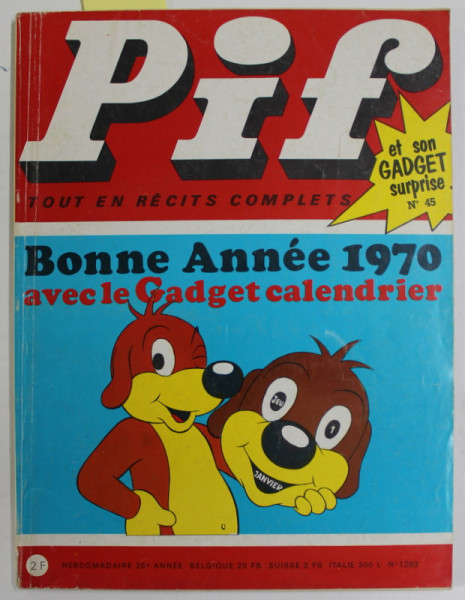 Pif
et son
GADGET
surprise
N° 45
TOUT EN RÉCITS COMPLETS
Bonne Année 1970
avec le Gadget calendrier
JEU
1
JANVIER
2 F
HEBDOMADAIRE 25e ANNÉE BELGIQUE 20 FB SUISSE 2 FS ITALIE 300 L N° 1283